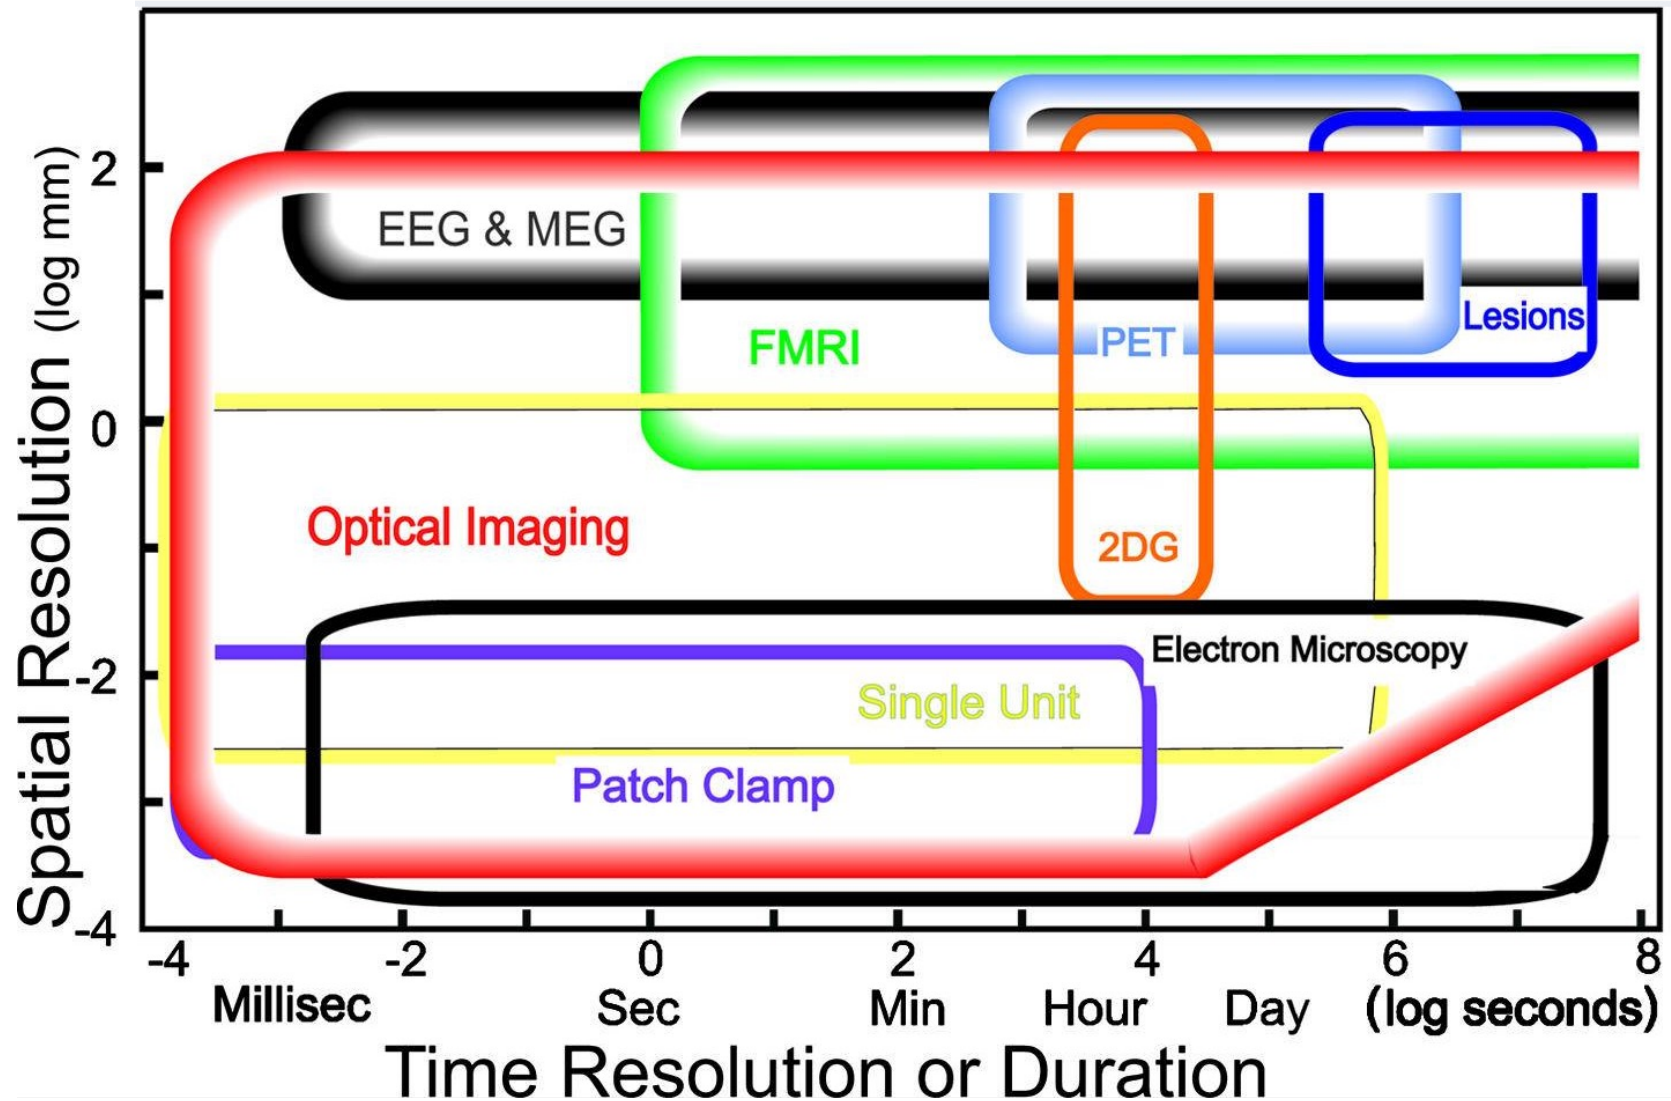 Spatial Resolution (log mm)
2
0
-2
-4
EEG & MEG
FMRI
PET
Lesions
Optical Imaging
2DG
Electron Microscopy
Single Unit
Patch Clamp
-4 -2 0 2 4 6 8
Millisec Sec Min Hour Day (log seconds)
Time Resolution or Duration